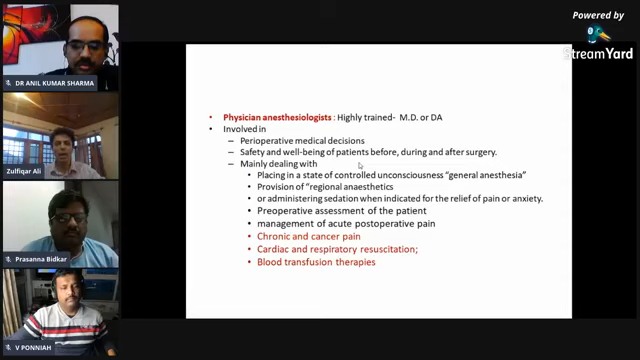 Powered by
StreamYard
DR ANIL KUMAR SHARMA
Zulfiqar Ali
Prasanna Bidkar
V PONNIAH
• Physician anesthesiologists : Highly trained- M.D. or DA
• Involved in
– Perioperative medical decisions
– Safety and well-being of patients before, during and after surgery.
– Mainly dealing with
• Placing in a state of controlled unconsciousness "general anesthesia"
• Provision of "regional anaesthetics
• or administering sedation when indicated for the relief of pain or anxiety.
• Preoperative assessment of the patient
• management of acute postoperative pain
• Chronic and cancer pain
• Cardiac and respiratory resuscitation;
• Blood transfusion therapies